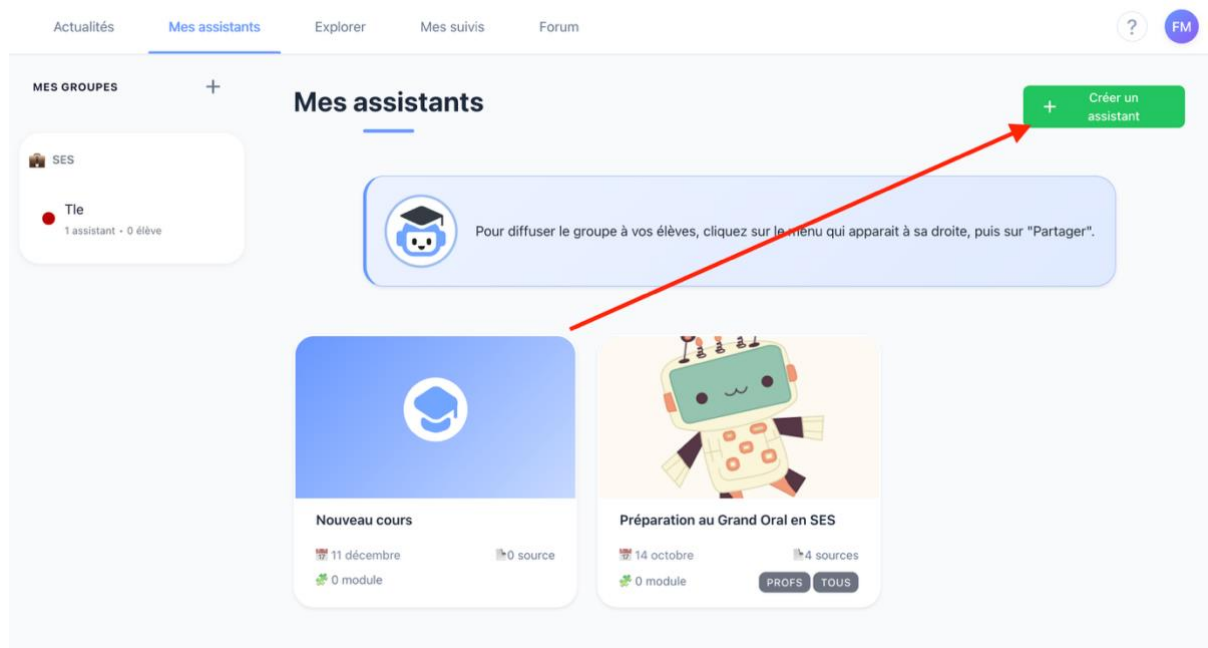 Actualités
Mes assistants
Explorer
Mes suivis
Forum
?
FM
MES GROUPES
+
Mes assistants
+ Créer un
assistant
SES
Tle
1 assistant • 0 élève
Pour diffuser le groupe à vos élèves, cliquez sur le menu qui apparait à sa droite, puis sur "Partager".
Nouveau cours
11 décembre
0 source
0 module
Préparation au Grand Oral en SES
14 octobre
4 sources
0 module
PROFS
TOUS